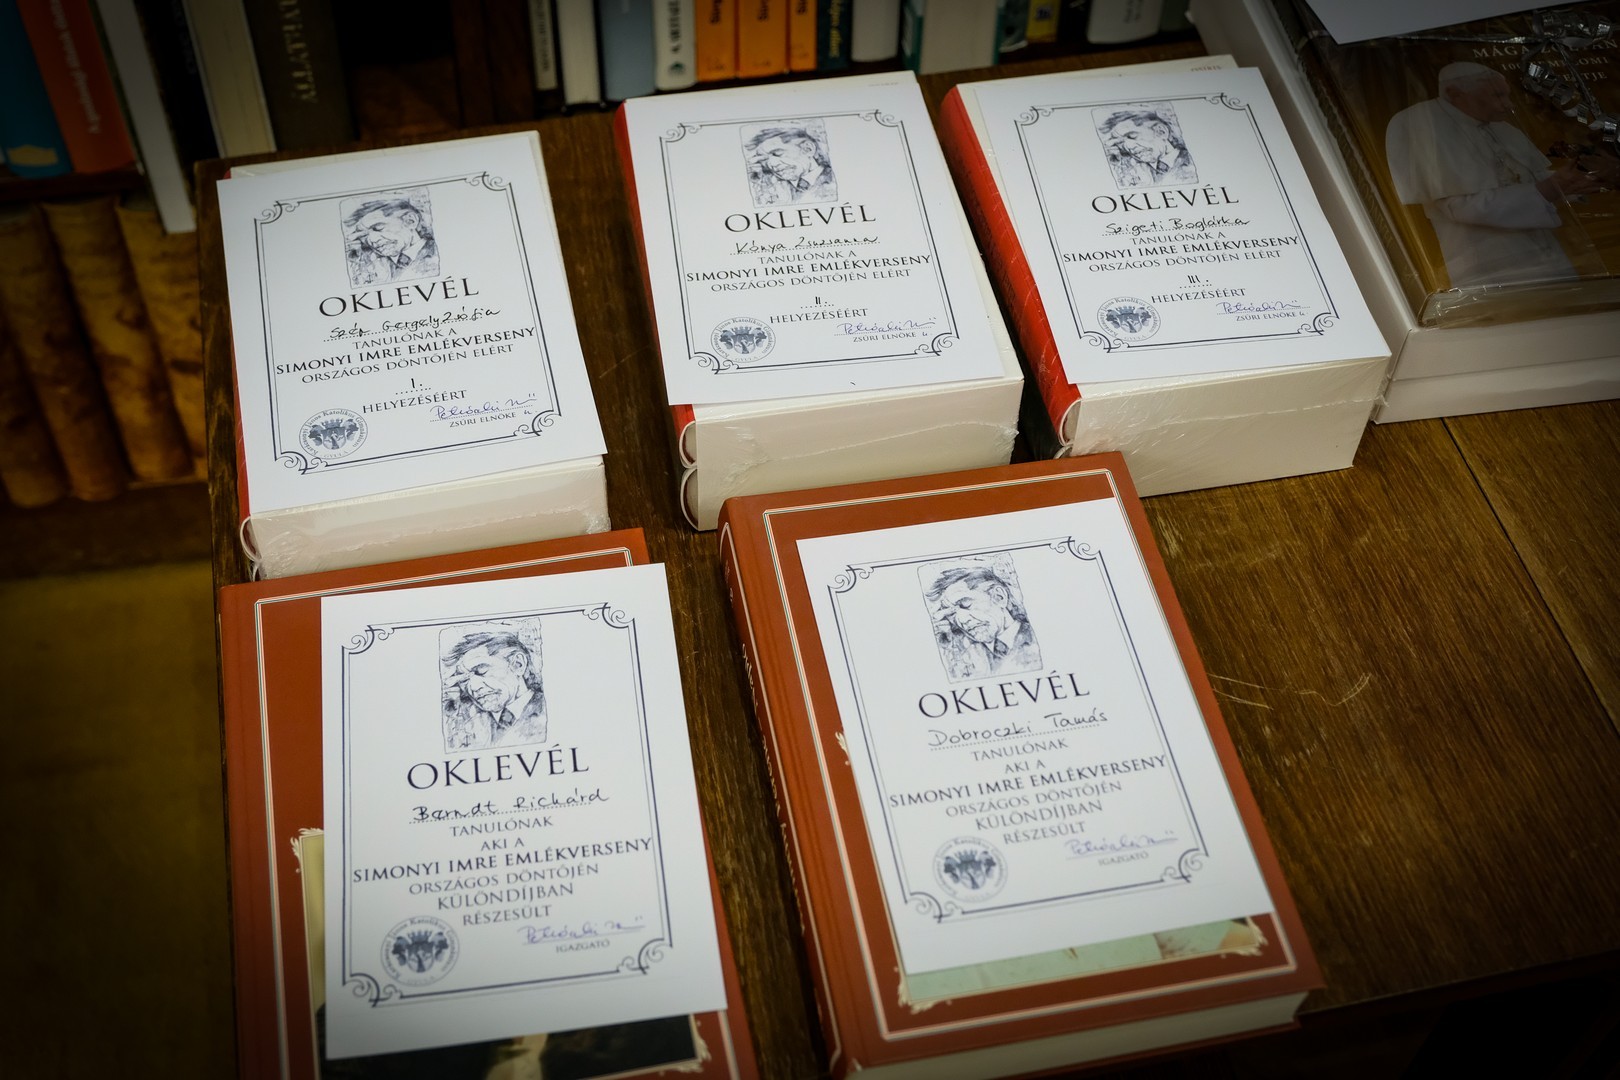 MÁGA ZOLTÁN
OKLEVÉL
Szép Gergely Zsófia
TANULÓNAK A
SIMONYI IMRE EMLÉKVERSENY
ORSZÁGOS DÖNTŐJÉN ELÉRT
I.
HELYEZÉSÉÉRT
ZSŰRI ELNÖKE
OKLEVÉL
Kónya Zsuzsanna
TANULÓNAK A
SIMONYI IMRE EMLÉKVERSENY
ORSZÁGOS DÖNTŐJÉN ELÉRT
II.
HELYEZÉSÉÉRT
ZSŰRI ELNÖKE
OKLEVÉL
Szigeti Boglárka
TANULÓNAK A
SIMONYI IMRE EMLÉKVERSENY
ORSZÁGOS DÖNTŐJÉN ELÉRT
III.
HELYEZÉSÉÉRT
ZSŰRI ELNÖKE
OKLEVÉL
Berndt Richárd
TANULÓNAK
AKI A
SIMONYI IMRE EMLÉKVERSENY
ORSZÁGOS DÖNTŐJÉN
KÜLÖNDÍJBAN
RÉSZESÜLT
IGAZGATÓ
OKLEVÉL
Dobroczki Tamás
TANULÓNAK
AKI A
SIMONYI IMRE EMLÉKVERSENY
ORSZÁGOS DÖNTŐJÉN
KÜLÖNDÍJBAN
RÉSZESÜLT
IGAZGATÓ